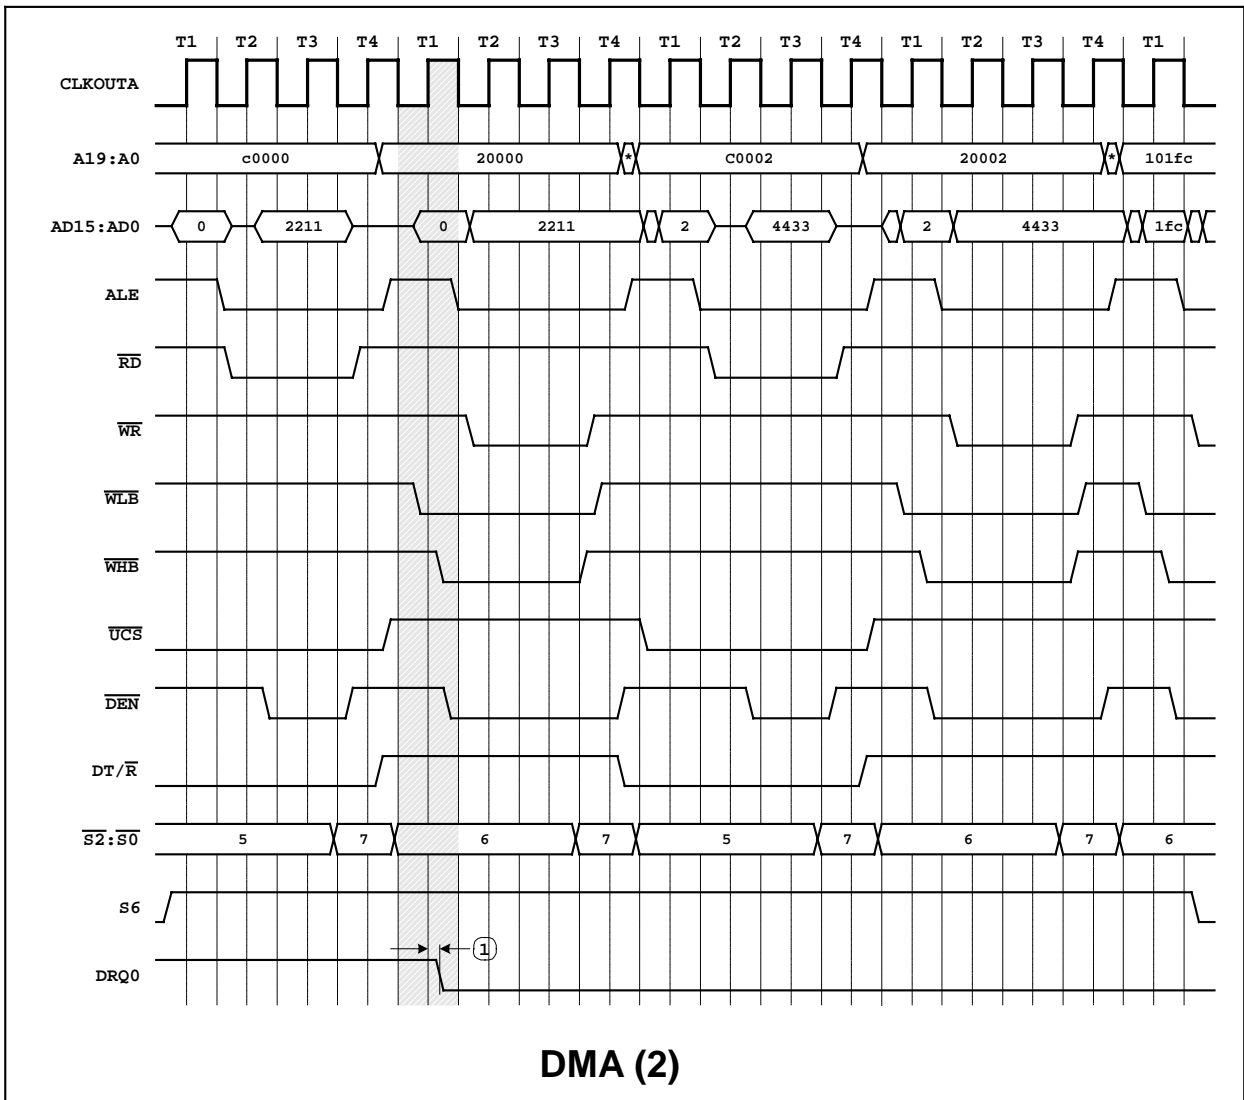 T1 T2 T3 T4 T1 T2 T3 T4 T1 T2 T3 T4 T1 T2 T3 T4 T1
CLKOUTA
A19:A0 c0000 20000 * C0002 20002 * 101fc
AD15:AD0 0 2211 0 2211 2 4433 2 4433 1fc
ALE
RD
WR
WLB
WHB
UCS
DEN
DT/R
S2:S0 5 7 6 7 5 7 6 7 6
S6
1
DRQ0
DMA (2)